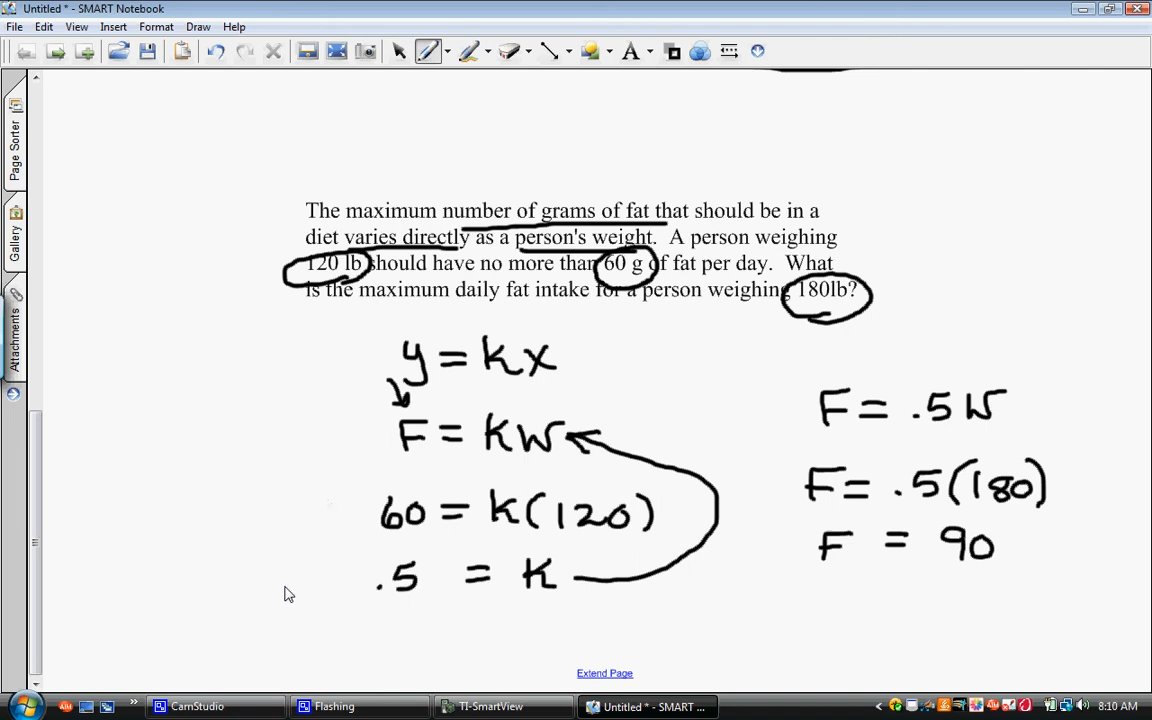 Untitled * - SMART Notebook
File Edit View Insert Format Draw Help
Page Sorter
Gallery
Attachments
The maximum number of grams of fat that should be in a
diet varies directly as a person's weight. A person weighing
120 lb should have no more than 60 g of fat per day. What
is the maximum daily fat intake for a person weighing 180lb?
y = kx
F = kW
60 = k(120)
.5 = k
F = .5W
F = .5(180)
F = 90
Extend Page
CamStudio
Flashing
TI-SmartView
Untitled * - SMART ...
8:10 AM